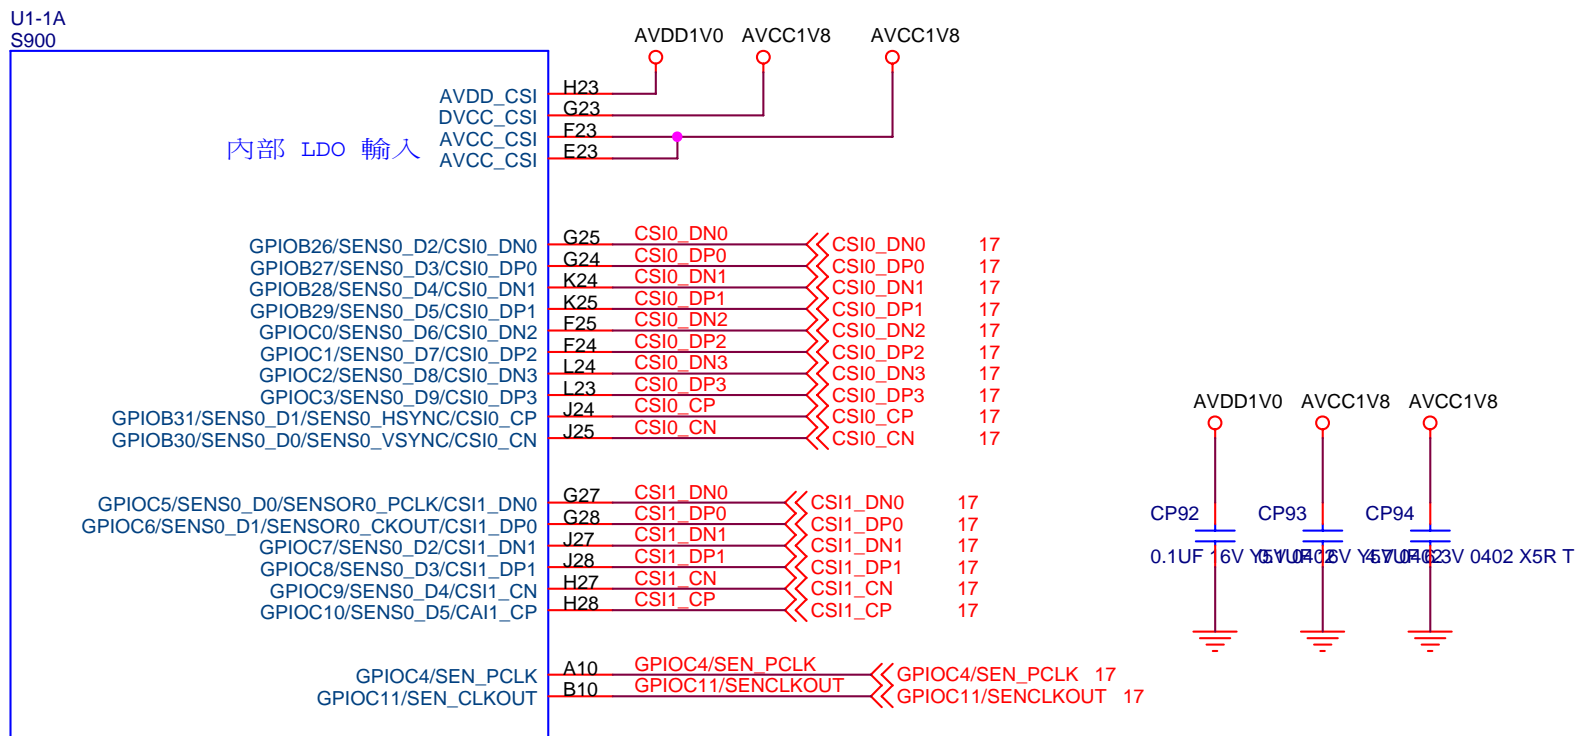 U1-1A
S900
AVDD1V0 AVCC1V8 AVCC1V8
AVDD_CSI H23
DVCC_CSI G23
AVCC_CSI F23
內部 LDO 輸入
AVCC_CSI E23
GPIOB26/SENS0_D2/CSI0_DN0 G25 CSI0_DN0 CSI0_DN0 17
GPIOB27/SENS0_D3/CSI0_DP0 G24 CSI0_DP0 CSI0_DP0 17
GPIOB28/SENS0_D4/CSI0_DN1 K24 CSI0_DN1 CSI0_DN1 17
GPIOB29/SENS0_D5/CSI0_DP1 K25 CSI0_DP1 CSI0_DP1 17
GPIOC0/SENS0_D6/CSI0_DN2 F25 CSI0_DN2 CSI0_DN2 17
GPIOC1/SENS0_D7/CSI0_DP2 F24 CSI0_DP2 CSI0_DP2 17
GPIOC2/SENS0_D8/CSI0_DN3 L24 CSI0_DN3 CSI0_DN3 17
GPIOC3/SENS0_D9/CSI0_DP3 L23 CSI0_DP3 CSI0_DP3 17
GPIOB31/SENS0_D1/SENS0_HSYNC/CSI0_CP J24 CSI0_CP CSI0_CP 17
GPIOB30/SENS0_D0/SENS0_VSYNC/CSI0_CN J25 CSI0_CN CSI0_CN 17
GPIOC5/SENS0_D0/SENSOR0_PCLK/CSI1_DN0 G27 CSI1_DN0 CSI1_DN0 17
GPIOC6/SENS0_D1/SENSOR0_CKOUT/CSI1_DP0 G28 CSI1_DP0 CSI1_DP0 17
GPIOC7/SENS0_D2/CSI1_DN1 J27 CSI1_DN1 CSI1_DN1 17
GPIOC8/SENS0_D3/CSI1_DP1 J28 CSI1_DP1 CSI1_DP1 17
GPIOC9/SENS0_D4/CSI1_CN H27 CSI1_CN CSI1_CN 17
GPIOC10/SENS0_D5/CAI1_CP H28 CSI1_CP CSI1_CP 17
GPIOC4/SEN_PCLK A10 GPIOC4/SEN_PCLK GPIOC4/SEN_PCLK 17
GPIOC11/SEN_CLKOUT B10 GPIOC11/SENCLKOUT GPIOC11/SENCLKOUT 17
AVDD1V0 AVCC1V8 AVCC1V8
CP92 CP93 CP94
0.1UF 16V 0402 X5R T